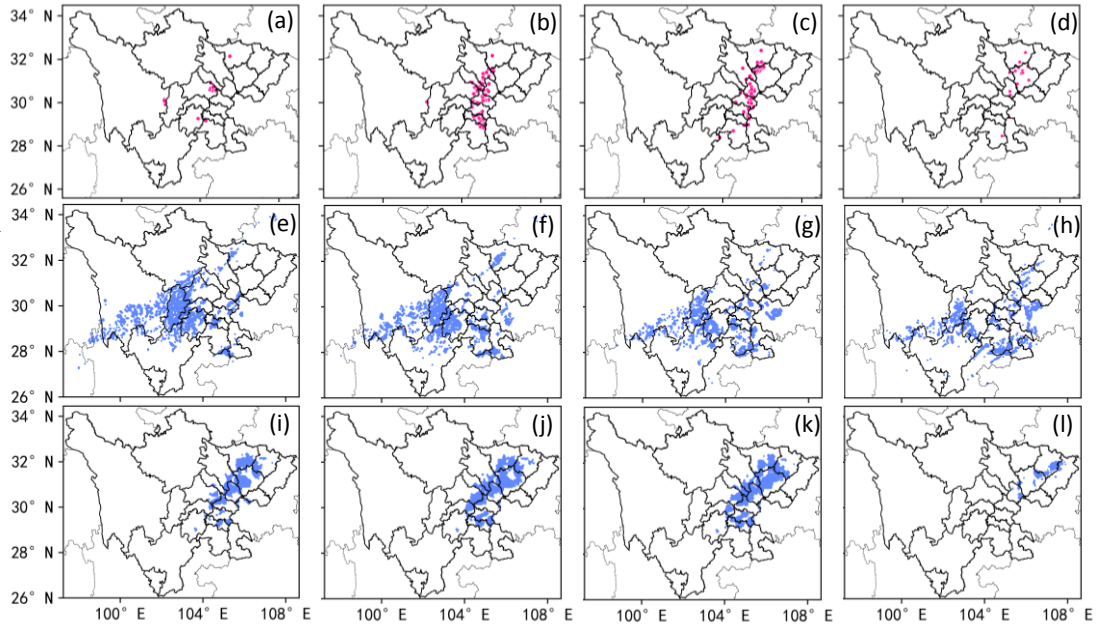 34° N (a) (b) (c) (d)
32° N
30° N
28° N
26° N
34° N (e) (f) (g) (h)
32° N
30° N
28° N
26° N
34° N (i) (j) (k) (l)
32° N
30° N
28° N
26° N
100° E 104° E 108° E 100° E 104° E 108° E 100° E 104° E 108° E 100° E 104° E 108° E